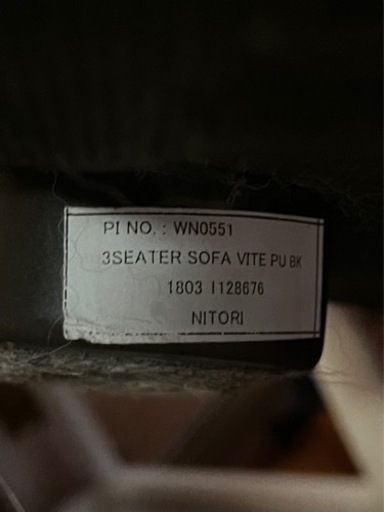 PI NO. : WN0551
3SEATER SOFA VITE PU BK
1803 1128676
NITORI